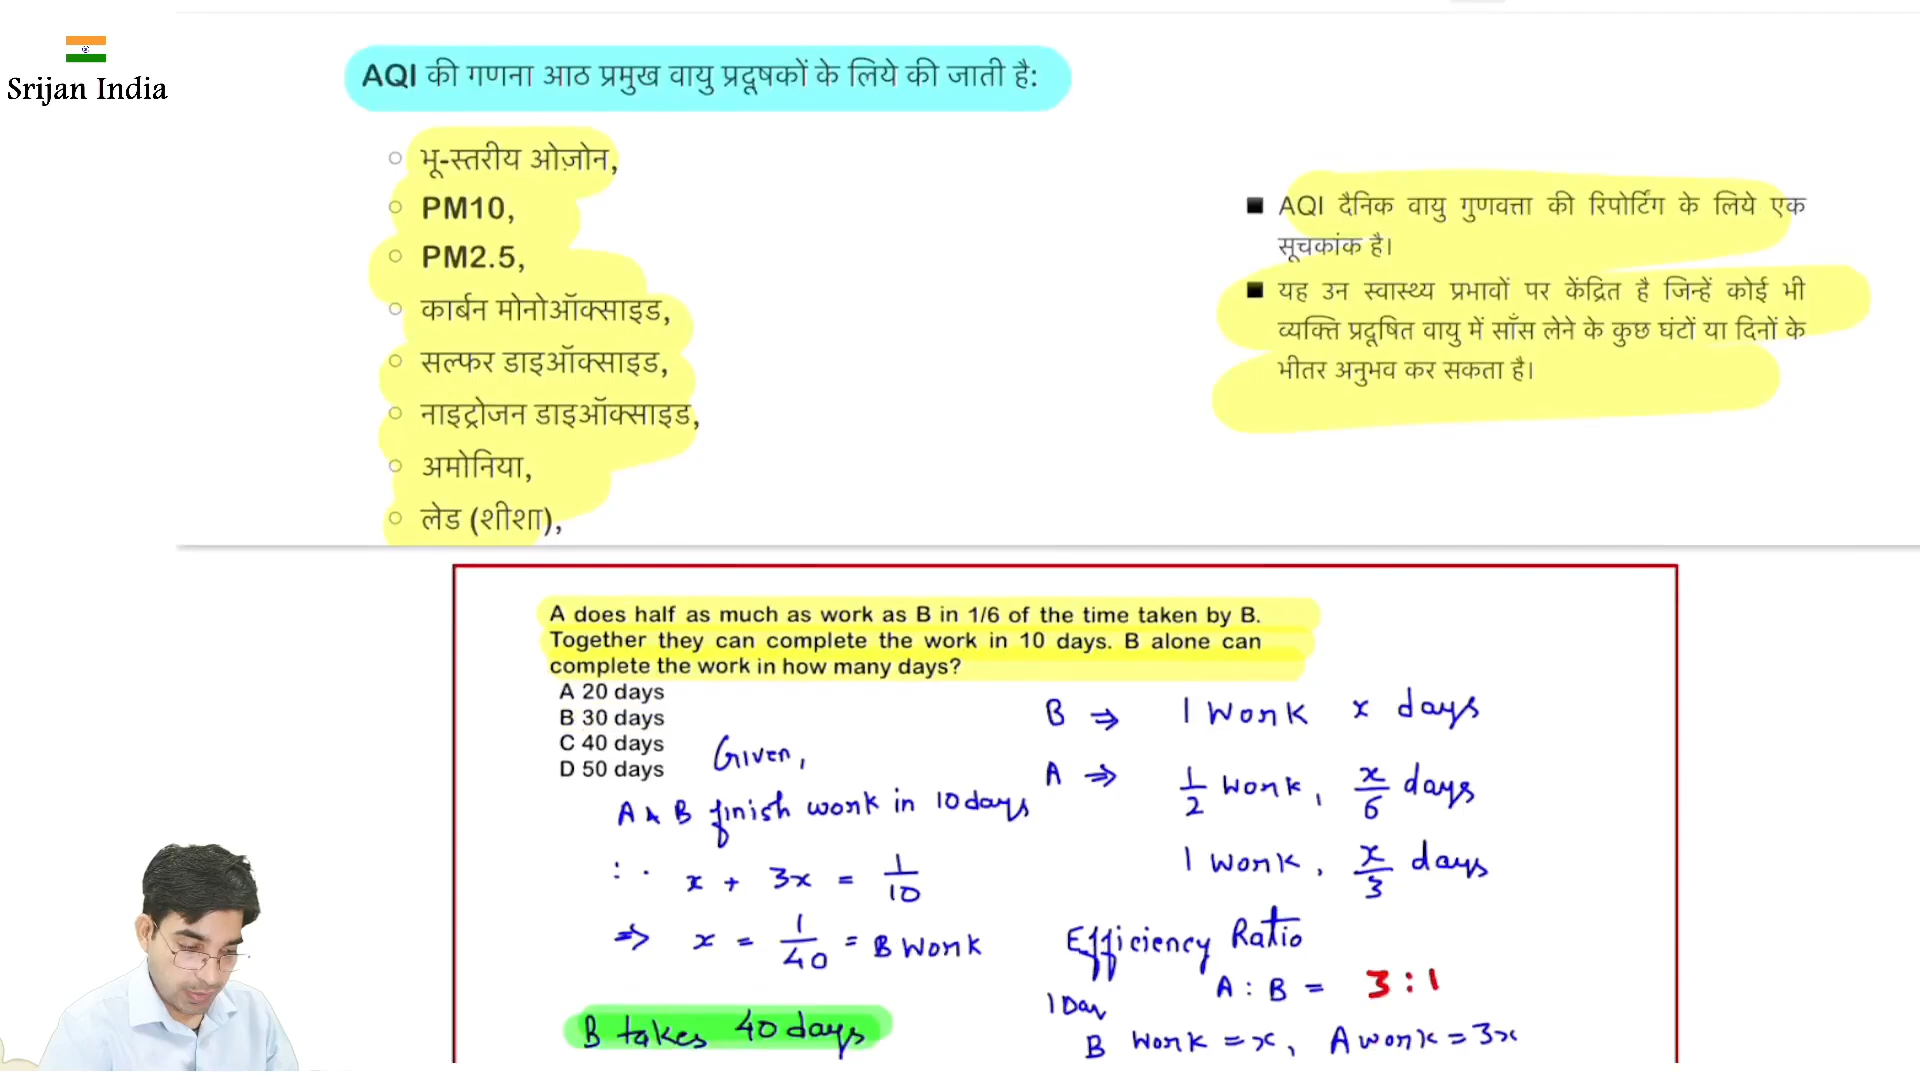 Srijan India
AQI की गणना आठ प्रमुख वायु प्रदूषकों के लिये की जाती है:
भू-स्तरीय ओज़ोन,
PM10,
PM2.5,
कार्बन मोनोऑक्साइड,
सल्फर डाइऑक्साइड,
नाइट्रोजन डाइऑक्साइड,
अमोनिया,
लेड (शीशा),
AQI दैनिक वायु गुणवत्ता की रिपोर्टिंग के लिये एक
सूचकांक है।
यह उन स्वास्थ्य प्रभावों पर केंद्रित है जिन्हें कोई भी
व्यक्ति प्रदूषित वायु में साँस लेने के कुछ घंटों या दिनों के
भीतर अनुभव कर सकता है।
A does half as much as work as B in 1/6 of the time taken by B.
Together they can complete the work in 10 days. B alone can
complete the work in how many days?
A 20 days
B 30 days
C 40 days
D 50 days
Given,
A & B finish work in 10 days
∴ x + 3x = 1/10
⇒ x = 1/40 = B Work
B takes 40 days
B ⇒ 1 Work x days
A ⇒ 1/2 Work, x/6 days
1 Work, x/3 days
Efficiency Ratio
A : B = 3 : 1
1 Day
B Work = x, A work = 3x